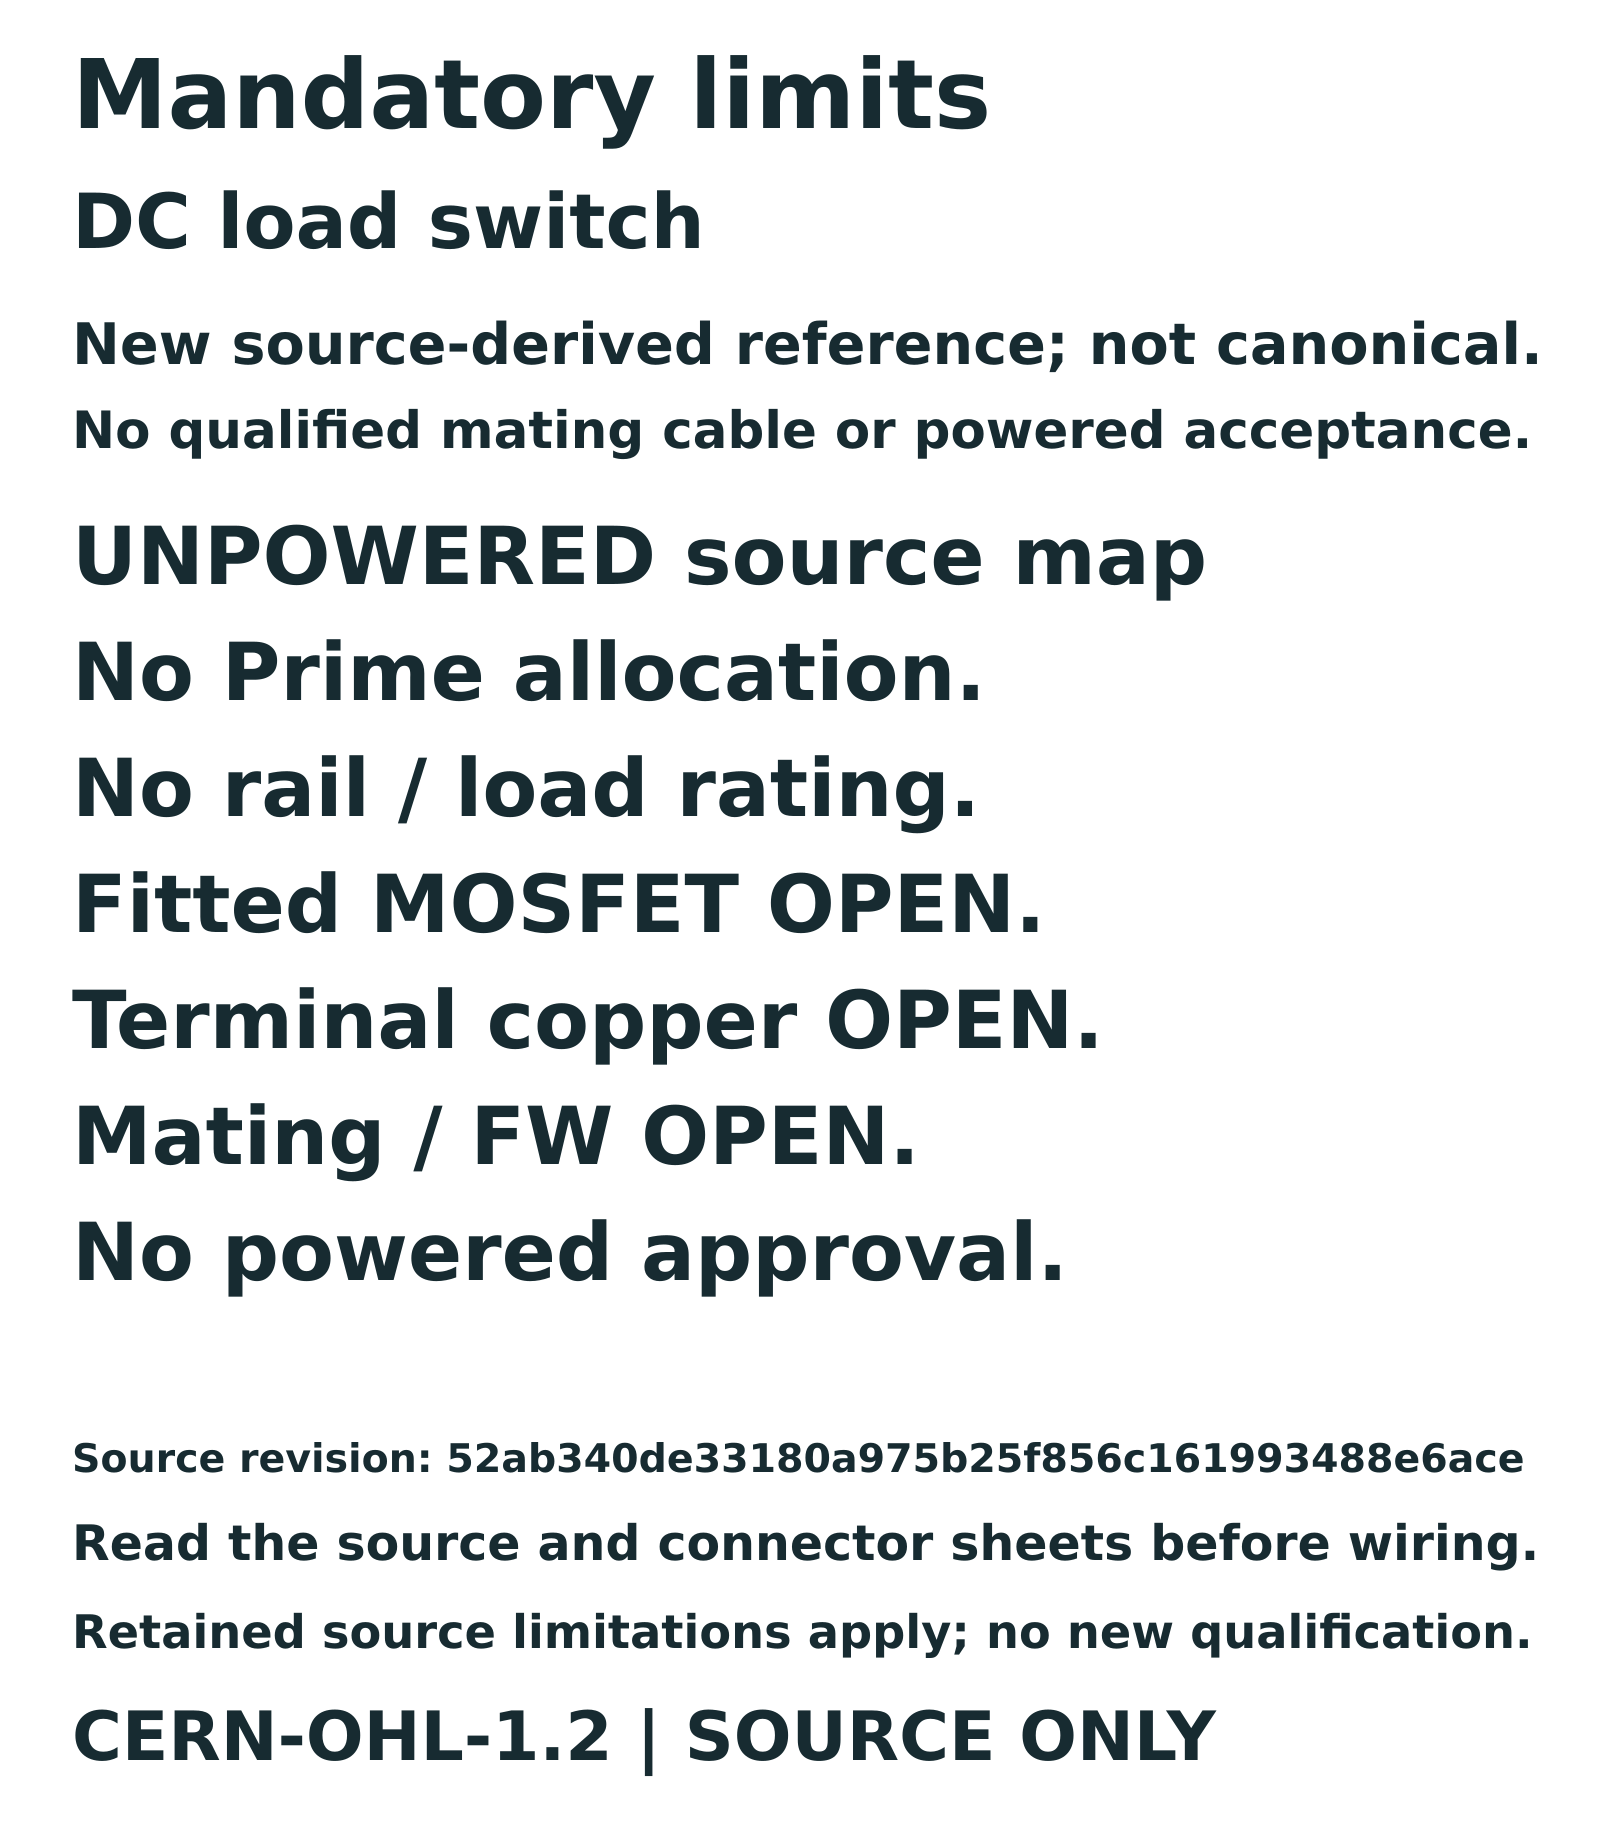 Mandatory limits
DC load switch
New source-derived reference; not canonical.
No qualified mating cable or powered acceptance.
UNPOWERED source map
No Prime allocation.
No rail / load rating.
Fitted MOSFET OPEN.
Terminal copper OPEN.
Mating / FW OPEN.
No powered approval.
Source revision: 52ab340de33180a975b25f856c161993488e6ace
Read the source and connector sheets before wiring.
Retained source limitations apply; no new qualification.
CERN-OHL-1.2 | SOURCE ONLY